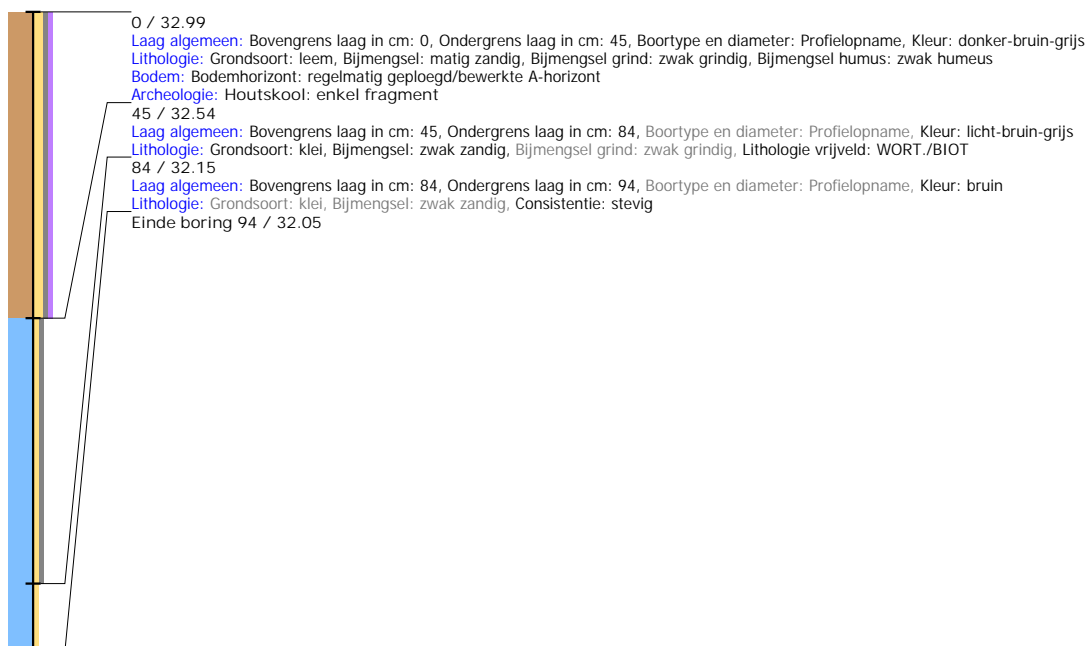 0 / 32.99
Laag algemeen: Bovengrens laag in cm: 0, Ondergrens laag in cm: 45, Boortype en diameter: Profielopname, Kleur: donker-bruin-grijs
Lithologie: Grondsoort: leem, Bijmengsel: matig zandig, Bijmengsel grind: zwak grindig, Bijmengsel humus: zwak humeus
Bodem: Bodemhorizont: regelmatig geploegd/bewerkte A-horizont
Archeologie: Houtskool: enkel fragment
45 / 32.54
Laag algemeen: Bovengrens laag in cm: 45, Ondergrens laag in cm: 84, Boortype en diameter: Profielopname, Kleur: licht-bruin-grijs
Lithologie: Grondsoort: klei, Bijmengsel: zwak zandig, Bijmengsel grind: zwak grindig, Lithologie vrijveld: WORT./BIOT
84 / 32.15
Laag algemeen: Bovengrens laag in cm: 84, Ondergrens laag in cm: 94, Boortype en diameter: Profielopname, Kleur: bruin
Lithologie: Grondsoort: klei, Bijmengsel: zwak zandig, Consistentie: stevig
Einde boring 94 / 32.05